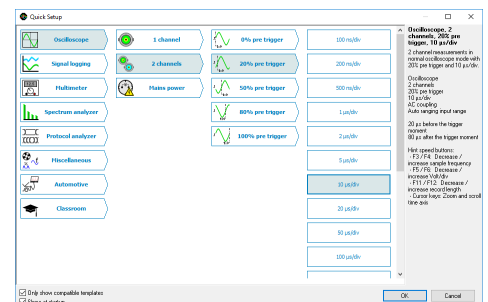 Quick Setup
Oscilloscope
Signal logging
Multimeter
Spectrum analyzer
Protocol analyzer
Miscellaneous
Automotive
Classroom
1 channel
2 channels
Mains power
0% pre trigger
20% pre trigger
50% pre trigger
80% pre trigger
100% pre trigger
100 ns/div
200 ns/div
500 ns/div
1 µs/div
2 µs/div
5 µs/div
10 µs/div
20 µs/div
50 µs/div
100 µs/div
Oscilloscope, 2
channels, 20% pre
trigger, 10 µs/div
2 channel measurements in
normal oscilloscope mode with
20% pre trigger and 10 µs/div.
Oscilloscope
2 channels
20% pre trigger
10 µs/div
AC coupling
Auto ranging input range
20 µs before the trigger
moment
80 µs after the trigger moment
Hint speed buttons:
- F3 / F4: Decrease /
increase sample frequency
- F5 / F6: Decrease /
increase Volt/div
- F11 / F12: Decrease /
increase record length
- Cursor keys: Zoom and scroll
time axis
Only show compatible templates
Show at startup
OK
Cancel